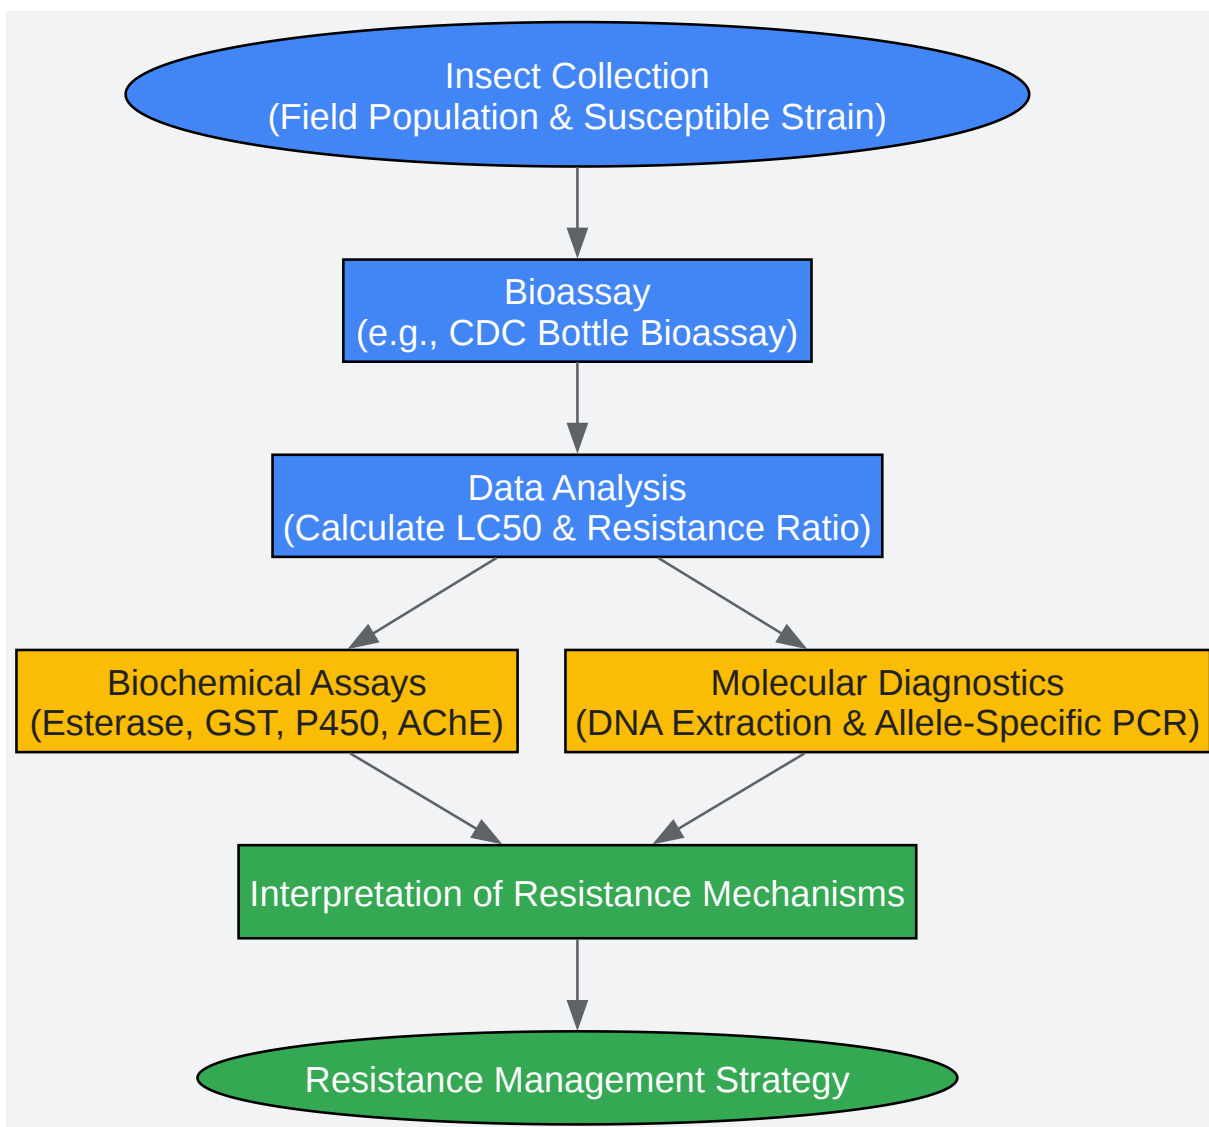 Insect Collection
(Field Population & Susceptible Strain)
Bioassay
(e.g., CDC Bottle Bioassay)
Data Analysis
(Calculate LC50 & Resistance Ratio)
Biochemical Assays
(Esterase, GST, P450, AChE)
Molecular Diagnostics
(DNA Extraction & Allele-Specific PCR)
Interpretation of Resistance Mechanisms
Resistance Management Strategy